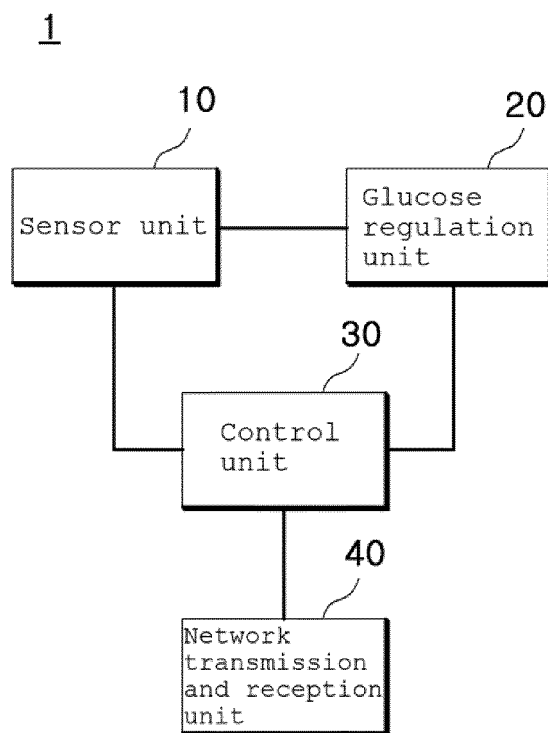 1
10
20
Sensor unit
Glucose
regulation
unit
30
Control
unit
40
Network
transmission
and reception
unit